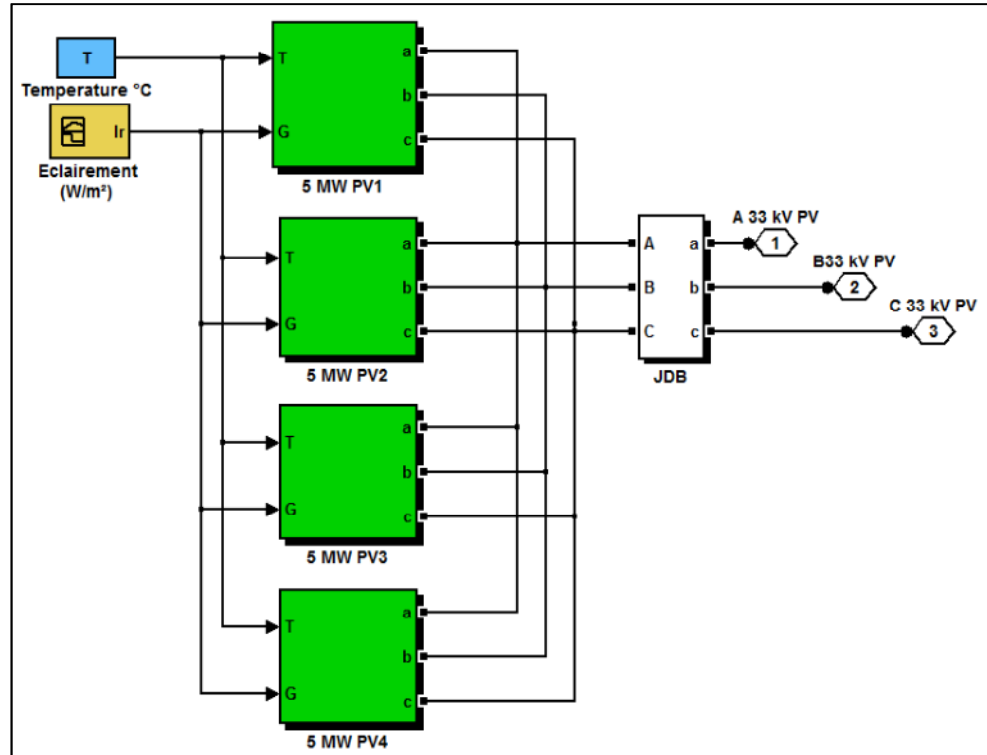 T
Temperature °C
Ir
Eclairement
(W/m²)
T
G
a
b
c
5 MW PV1
T
G
a
b
c
5 MW PV2
T
G
a
b
c
5 MW PV3
T
G
a
b
c
5 MW PV4
A
B
C
a
b
c
JDB
A 33 kV PV
1
B33 kV PV
2
C 33 kV PV
3